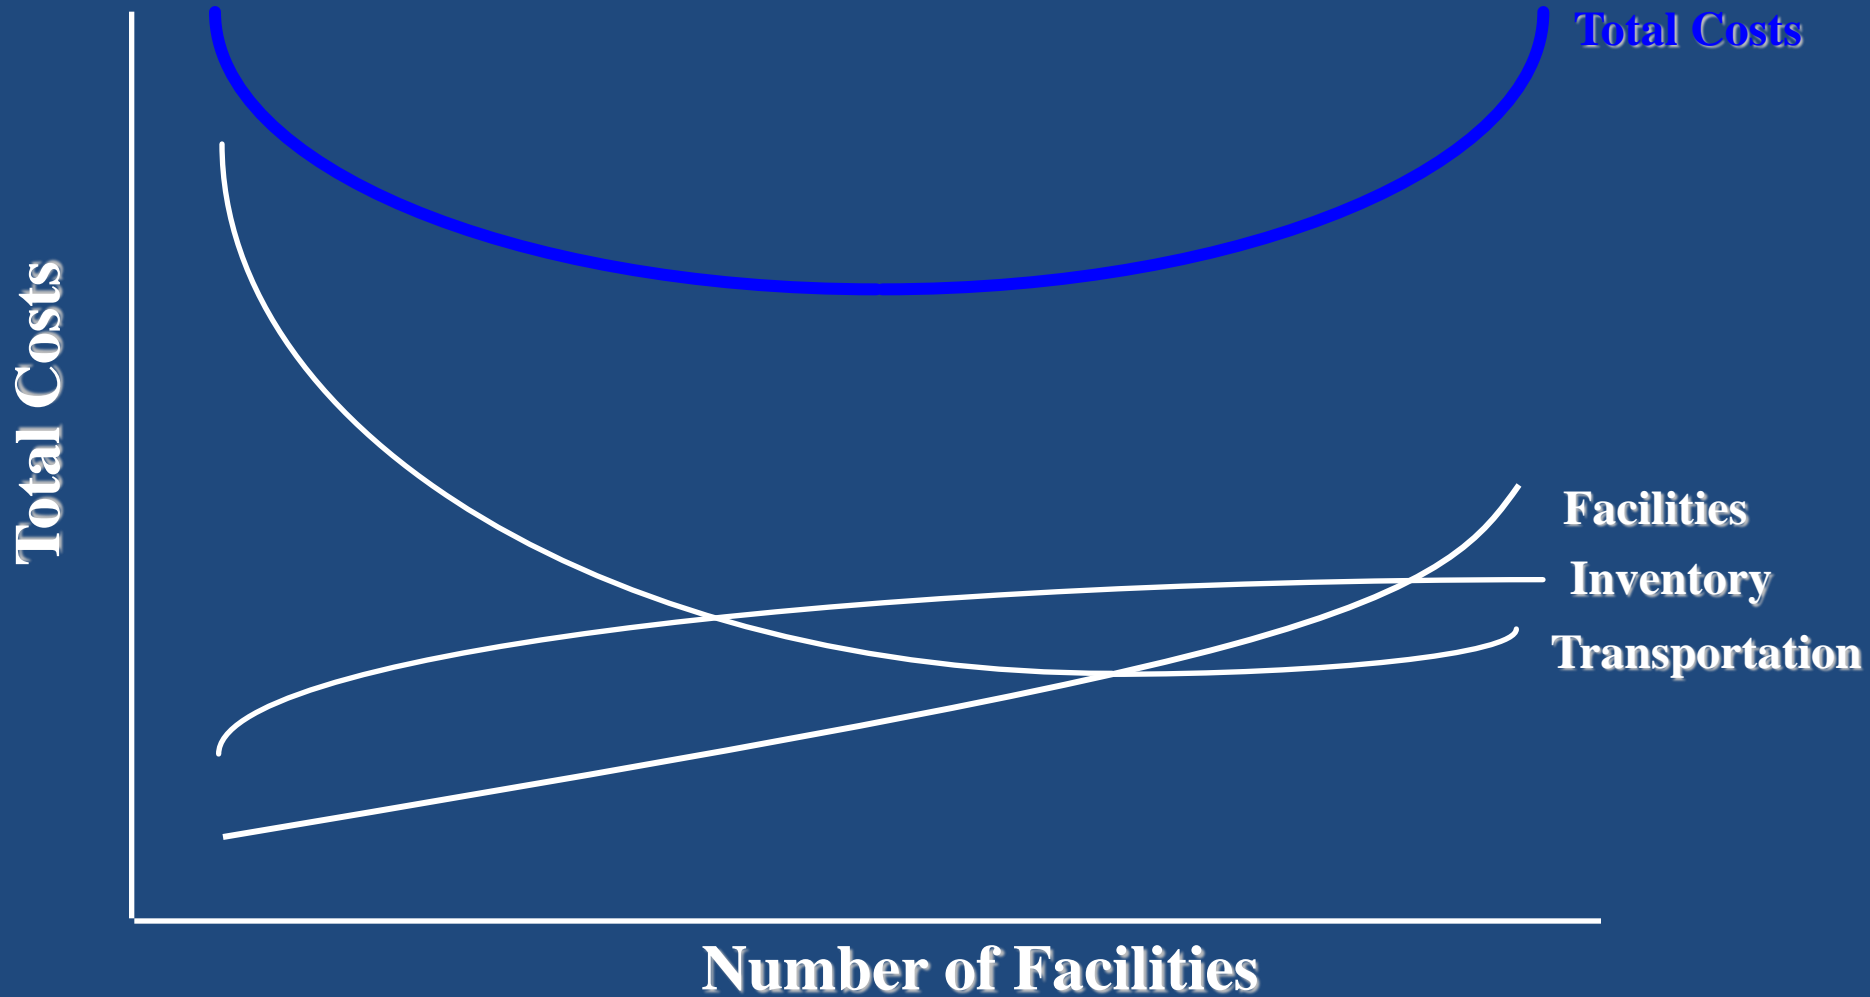 Total Costs
Total Costs
Facilities
Inventory
Transportation
Number of Facilities